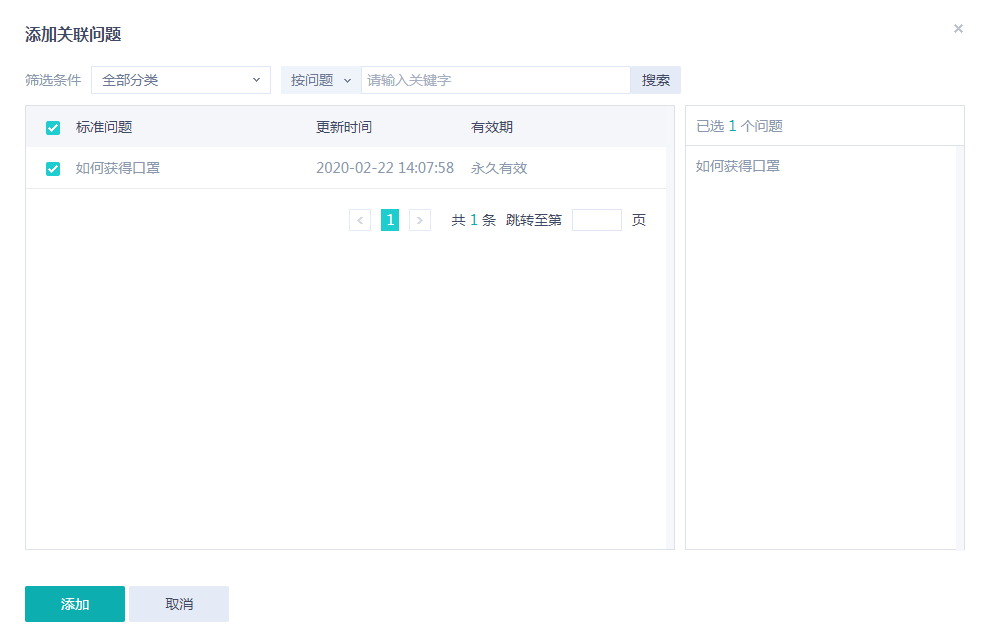 添加关联问题
×
筛选条件 全部分类 按问题 请输入关键字 搜索
标准问题 更新时间 有效期
如何获得口罩 2020-02-22 14:07:58 永久有效
< 1 > 共 1 条 跳转至第 页
已选 1 个问题
如何获得口罩
添加 取消